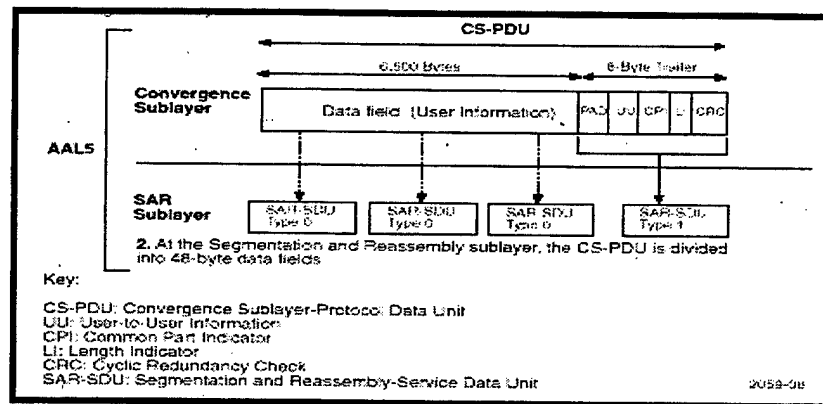 CS-PDU
6,500 Bytes
8-Byte Trailer
Convergence
Sublayer
Data field (User Information)
PAD
UU
CPI
LI
CRC
AAL5
SAR
Sublayer
SAR-SDU
Type 0
SAR-SDU
Type 0
SAR-SDU
Type 0
SAR-SDU
Type 1
2. At the Segmentation and Reassembly sublayer, the CS-PDU is divided
into 48-byte data fields
Key:
CS-PDU: Convergence Sublayer-Protocol Data Unit
UU: User-to-User Information
CPI: Common Part Indicator
LI: Length Indicator
CRC: Cyclic Redundancy Check
SAR-SDU: Segmentation and Reassembly-Service Data Unit
2059-08